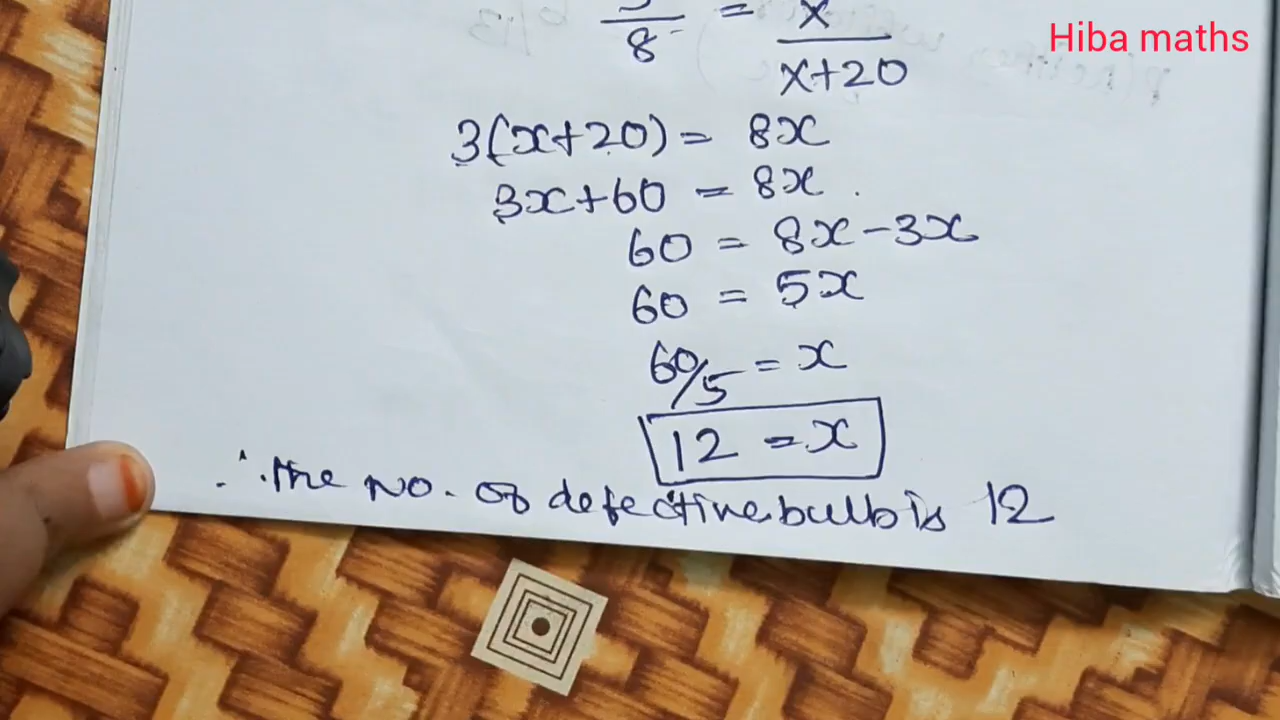 Hiba maths
8 = x
x+20
3(x+20) = 8x
3x+60 = 8x .
60 = 8x-3x
60 = 5x
60/5 = x
12 = x
∴ the no. of defective bulb is 12